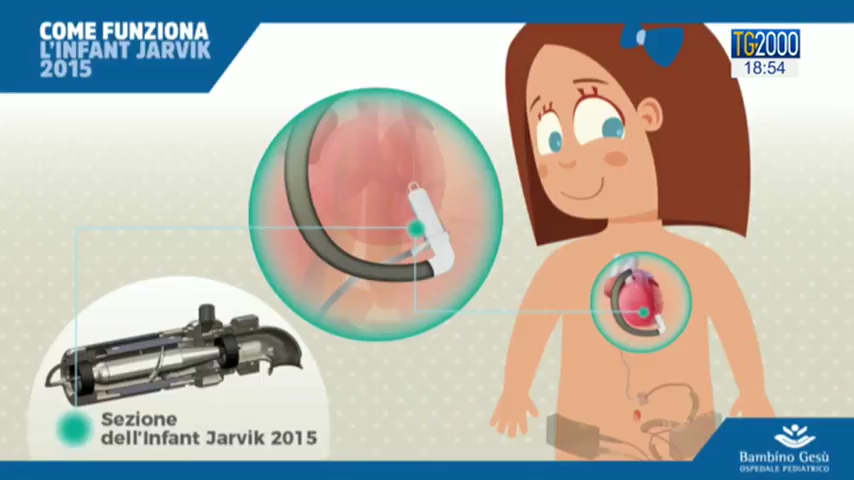 COME FUNZIONA
L'INFANT JARVIK
2015
TG2000
18:54
Sezione
dell'Infant Jarvik 2015
Bambino Gesù
OSPEDALE PEDIATRICO